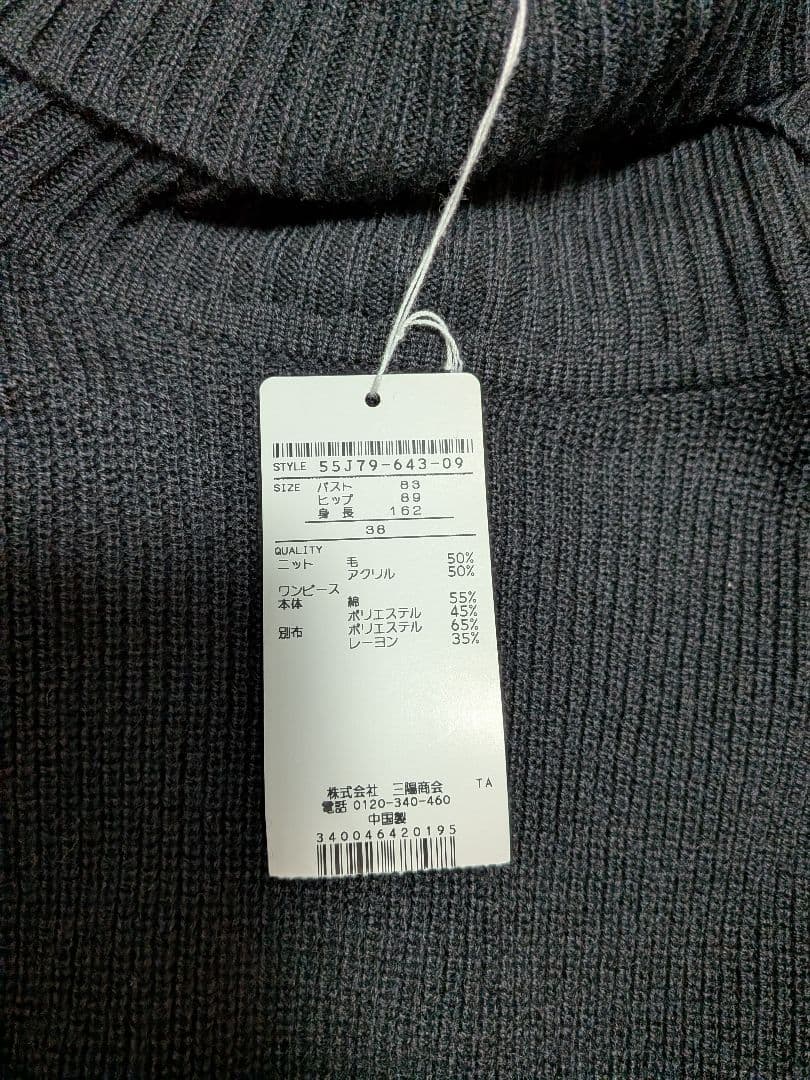 STYLE 55J79-643-09
SIZE バスト 83
ヒップ 89
身長 162
38
QUALITY
ニット 毛 50%
アクリル 50%
ワンピース
本体 綿 55%
ポリエステル 45%
別布 ポリエステル 65%
レーヨン 35%
株式会社 三陽商会 TA
電話 0120-340-460
中国製
340046420195